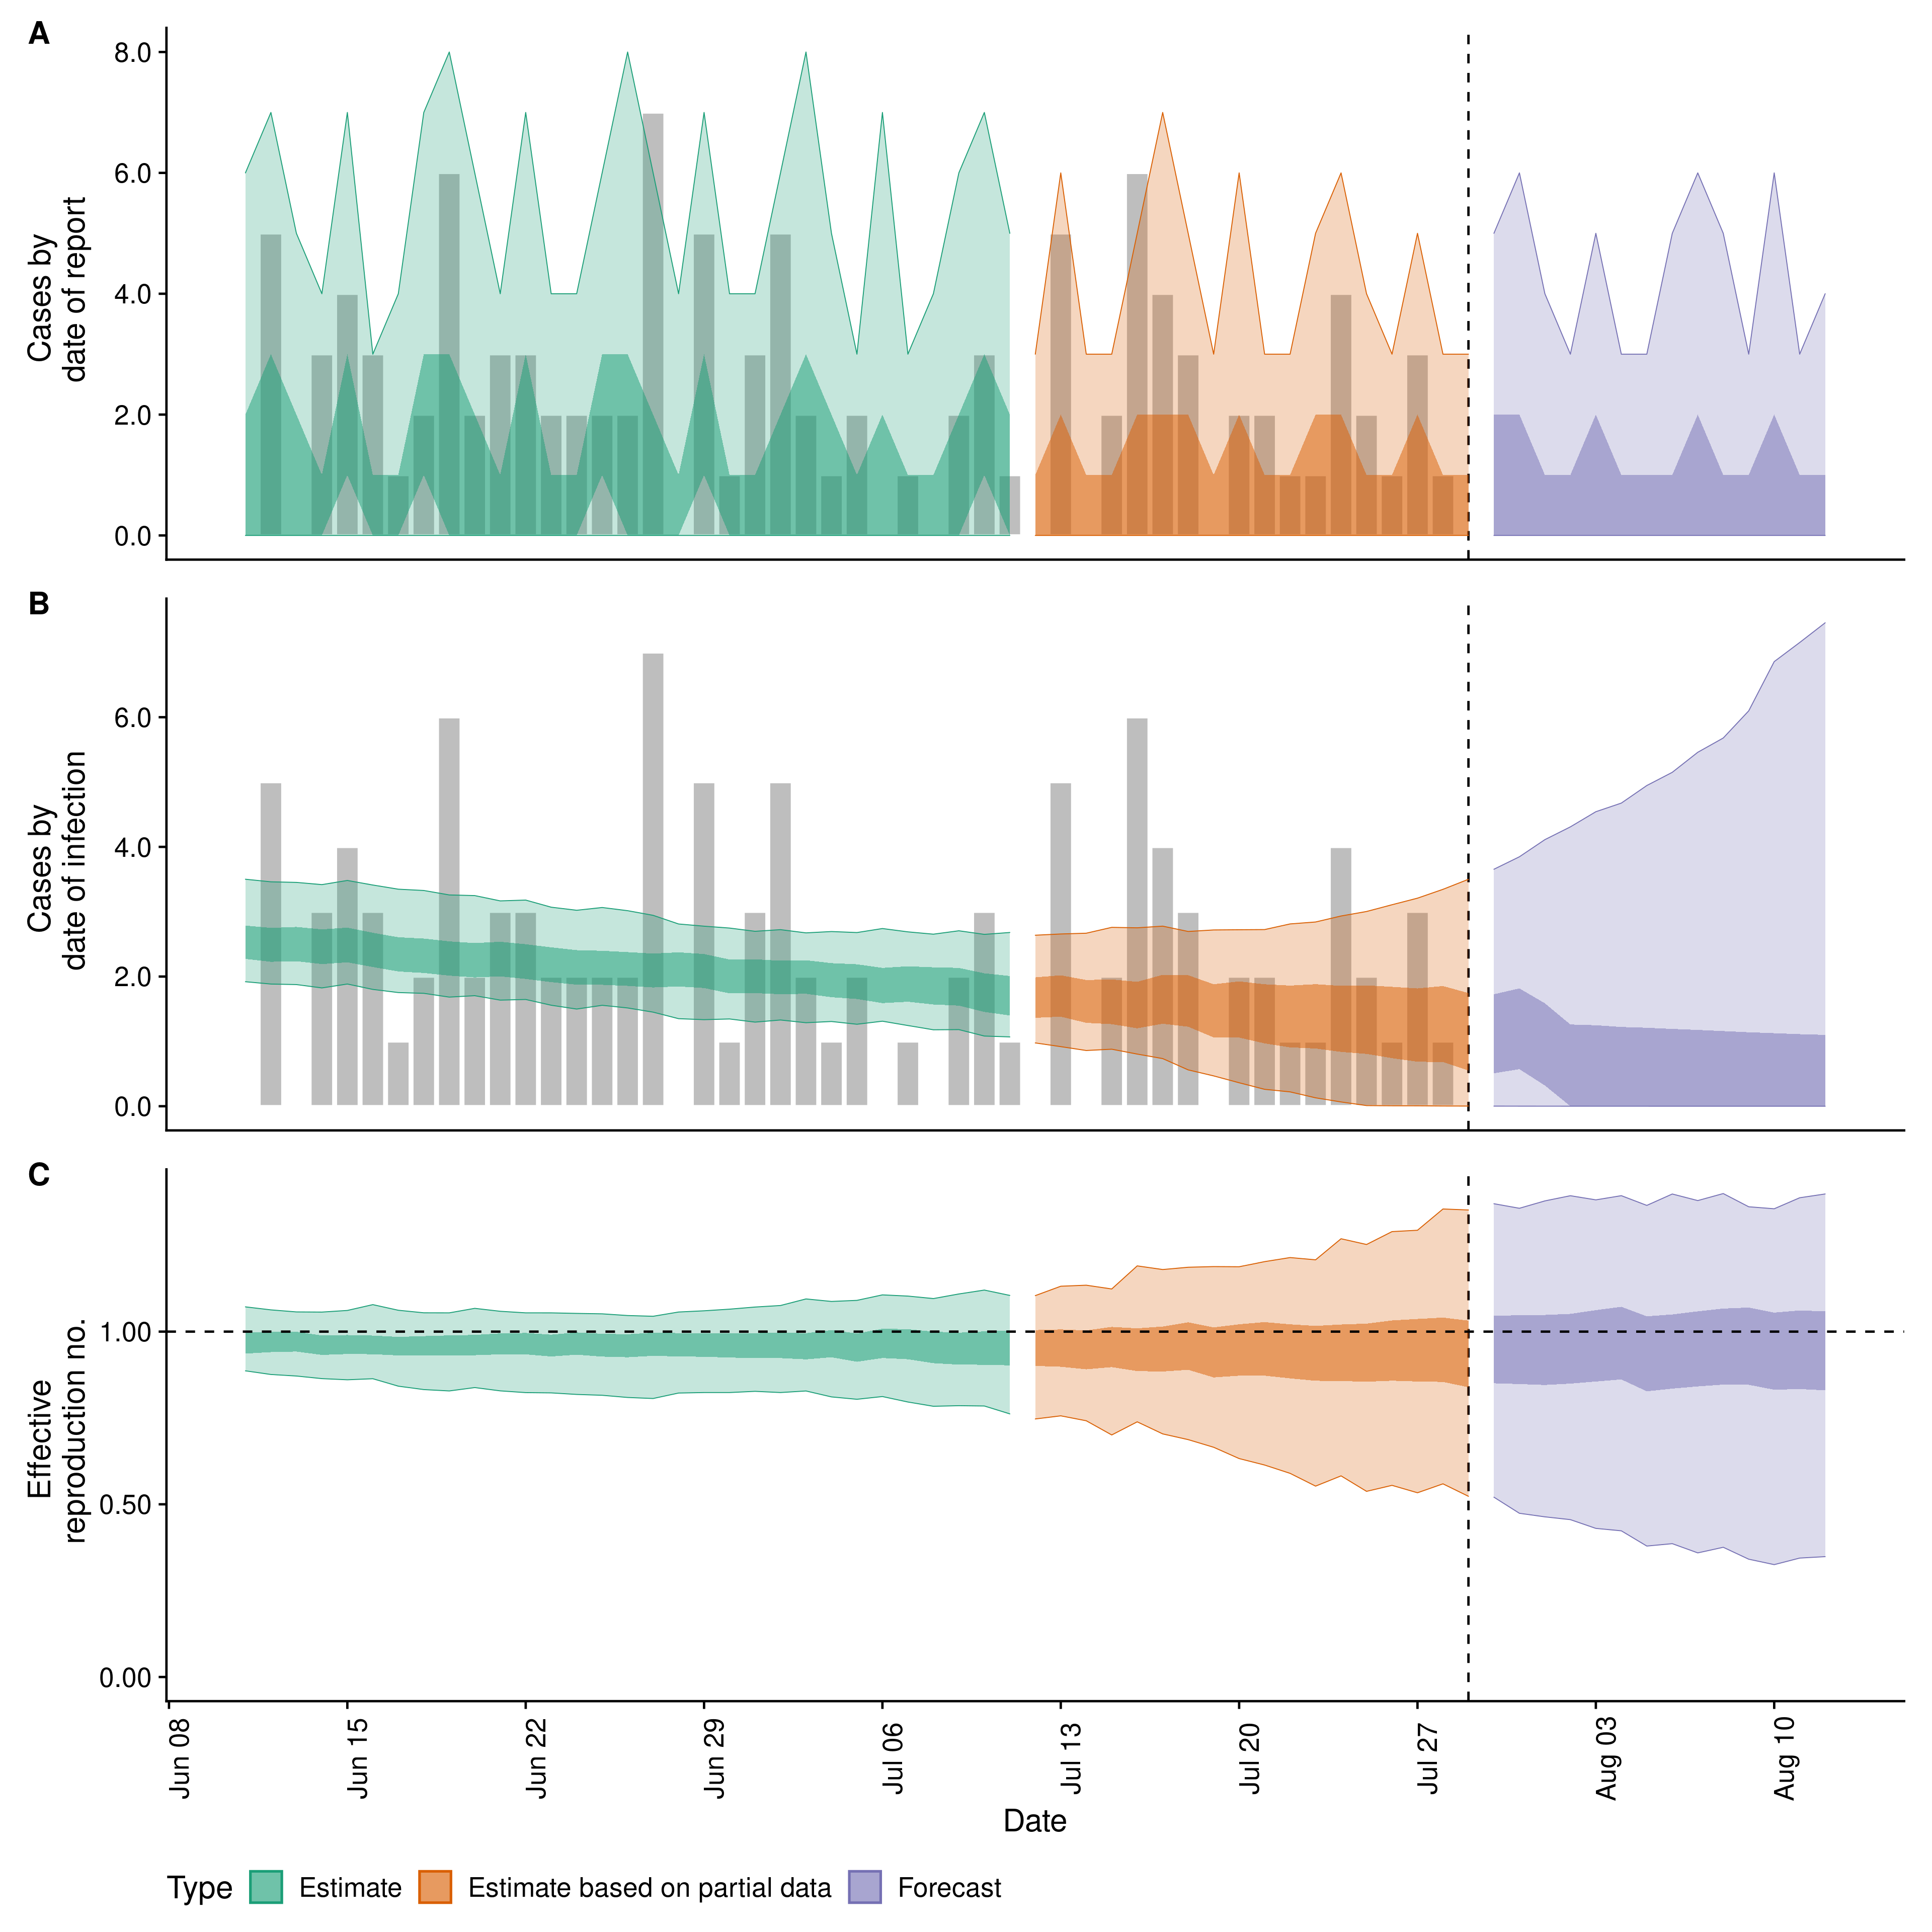 A
8.0
6.0
4.0
2.0
0.0
Cases by
date of report
B
6.0
4.0
2.0
0.0
Cases by
date of infection
C
1.00
0.50
0.00
Effective
reproduction no.
Jun 08
Jun 15
Jun 22
Jun 29
Jul 06
Jul 13
Jul 20
Jul 27
Aug 03
Aug 10
Date
Type
Estimate
Estimate based on partial data
Forecast